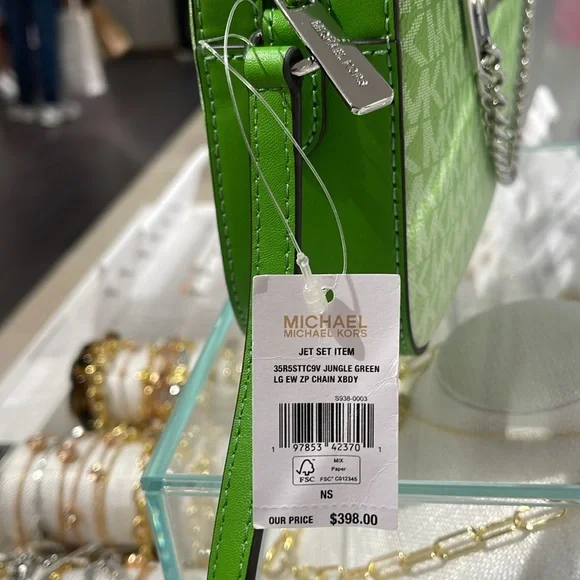 MICHAEL KORS
MICHAEL
MICHAEL KORS
JET SET ITEM
35R5STTC9V JUNGLE GREEN
LG EW ZP CHAIN XBDY
S938-0003
1 97853 42370 1
FSC
MIX
Paper
FSC® C012345
NS
OUR PRICE $398.00